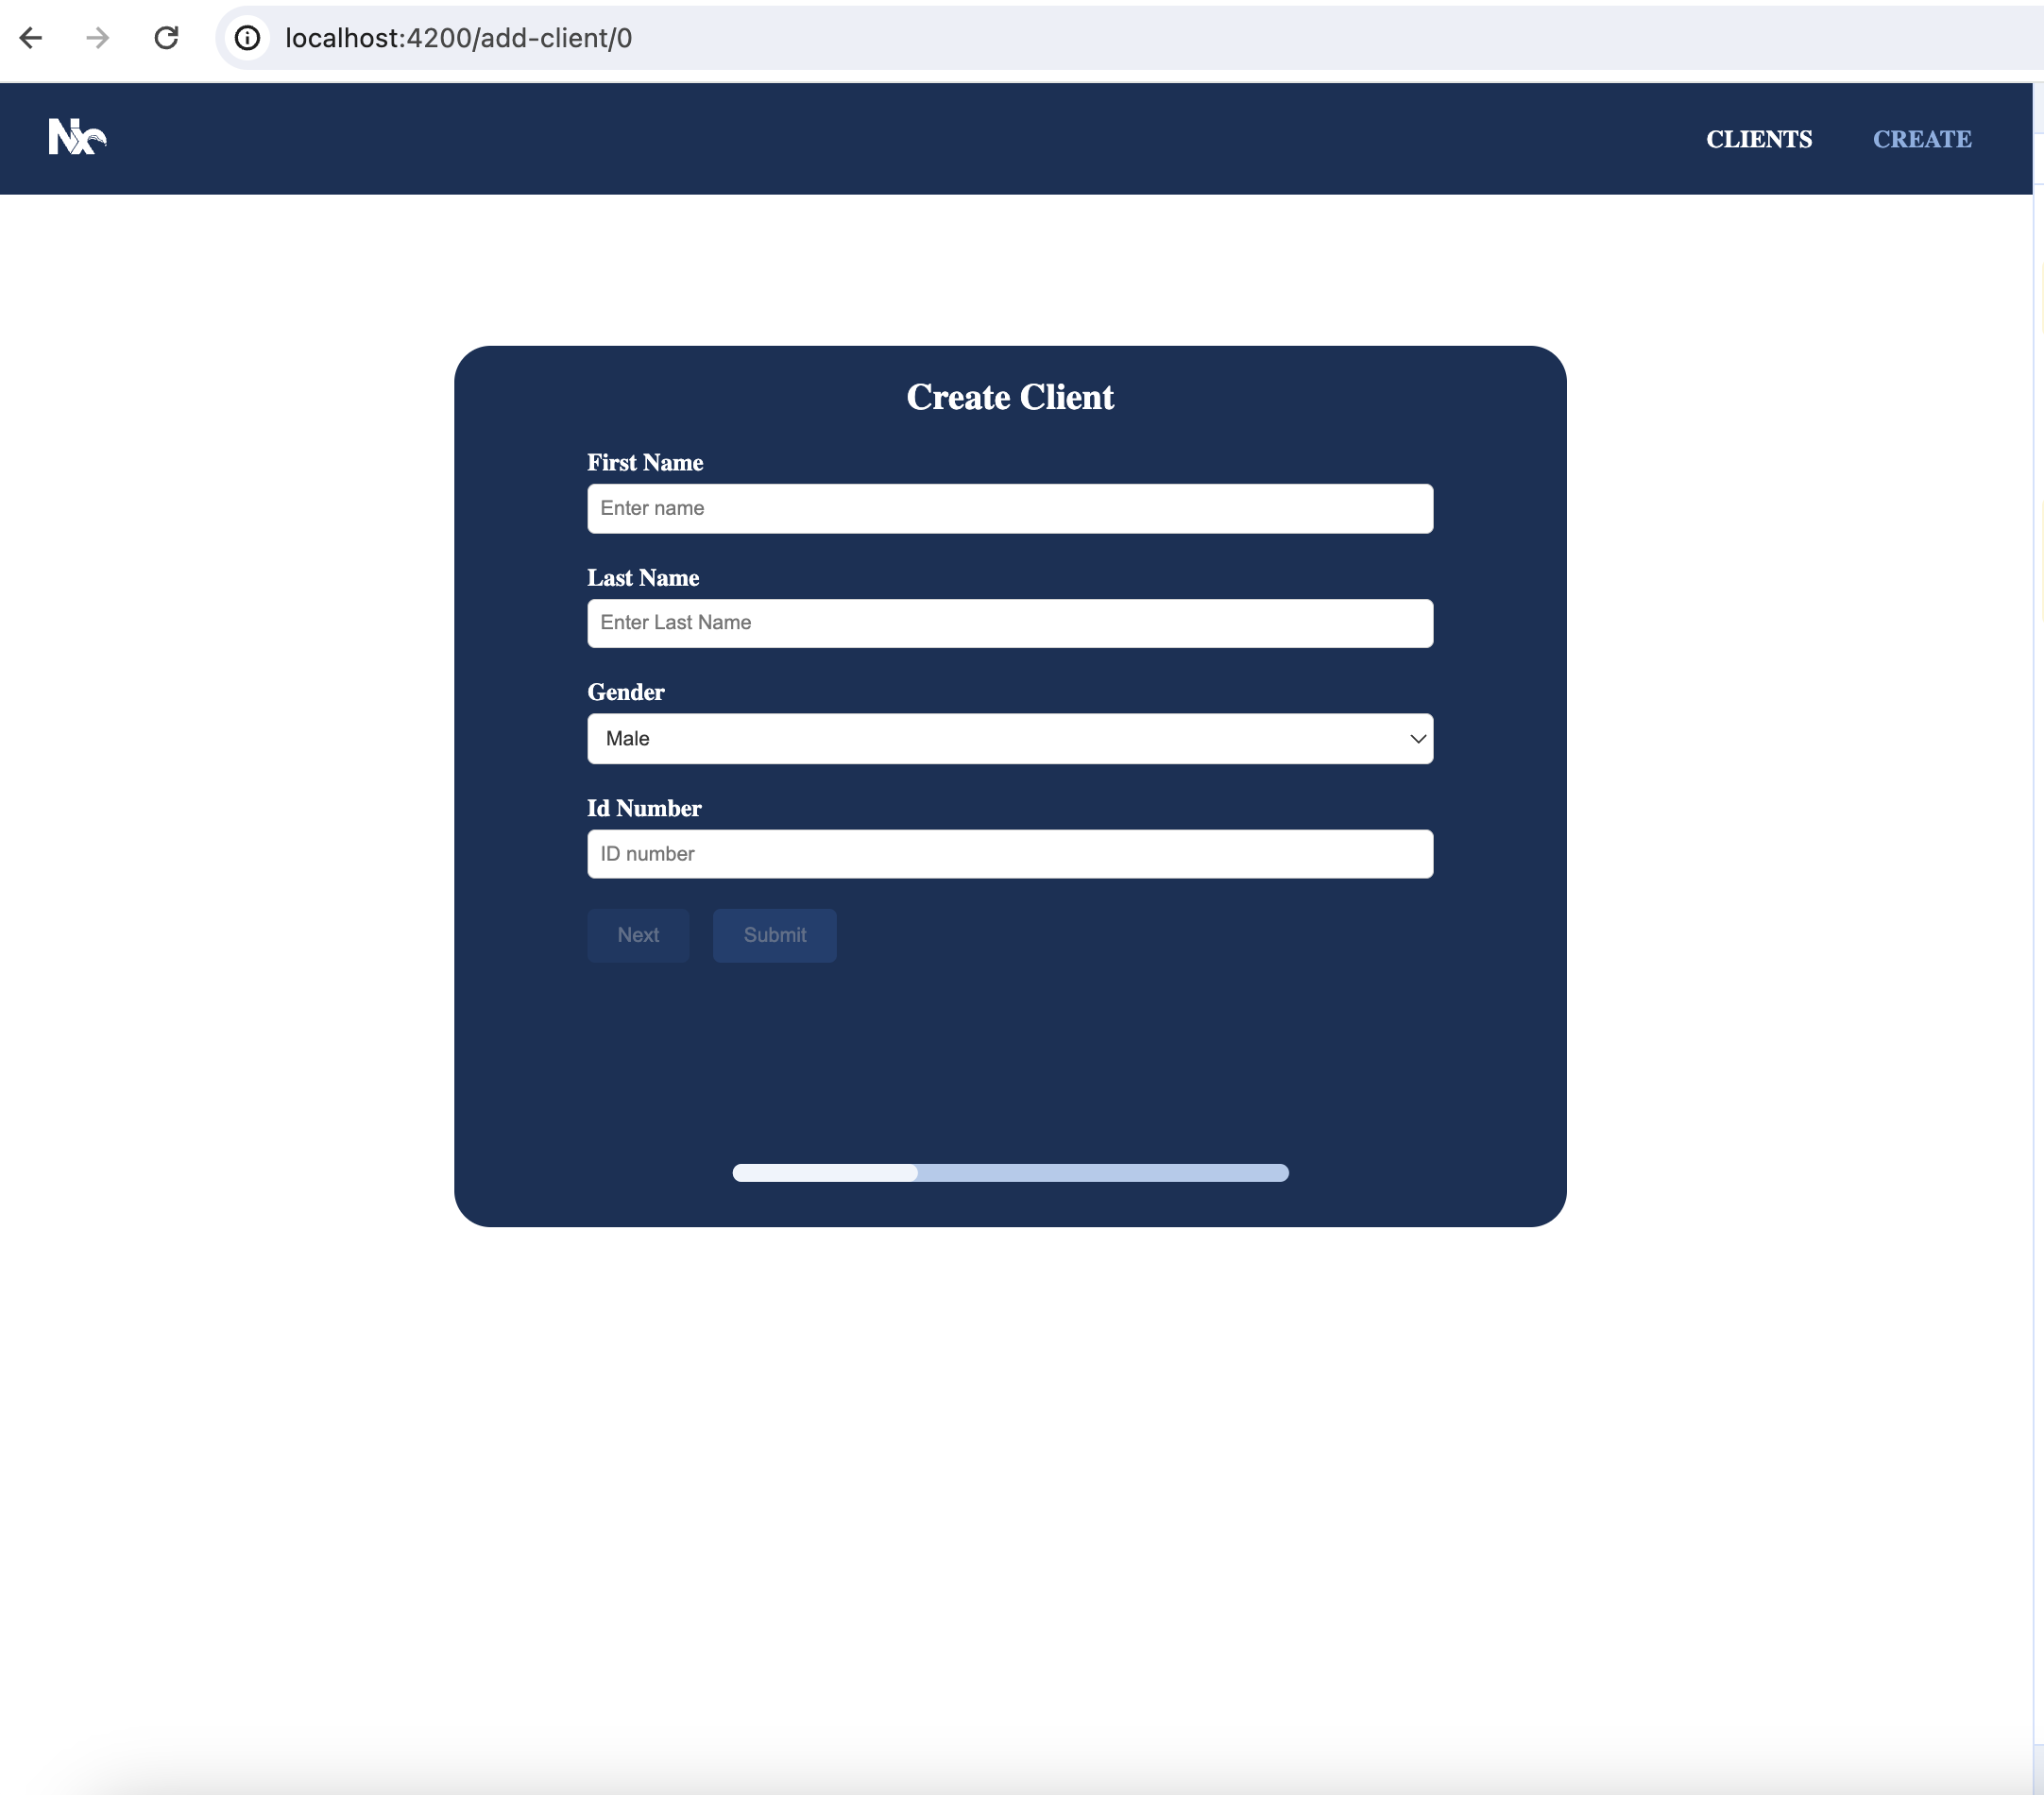 localhost:4200/add-client/0
Nx
CLIENTS CREATE
Create Client
First Name
Enter name
Last Name
Enter Last Name
Gender
Male
Id Number
ID number
Next Submit